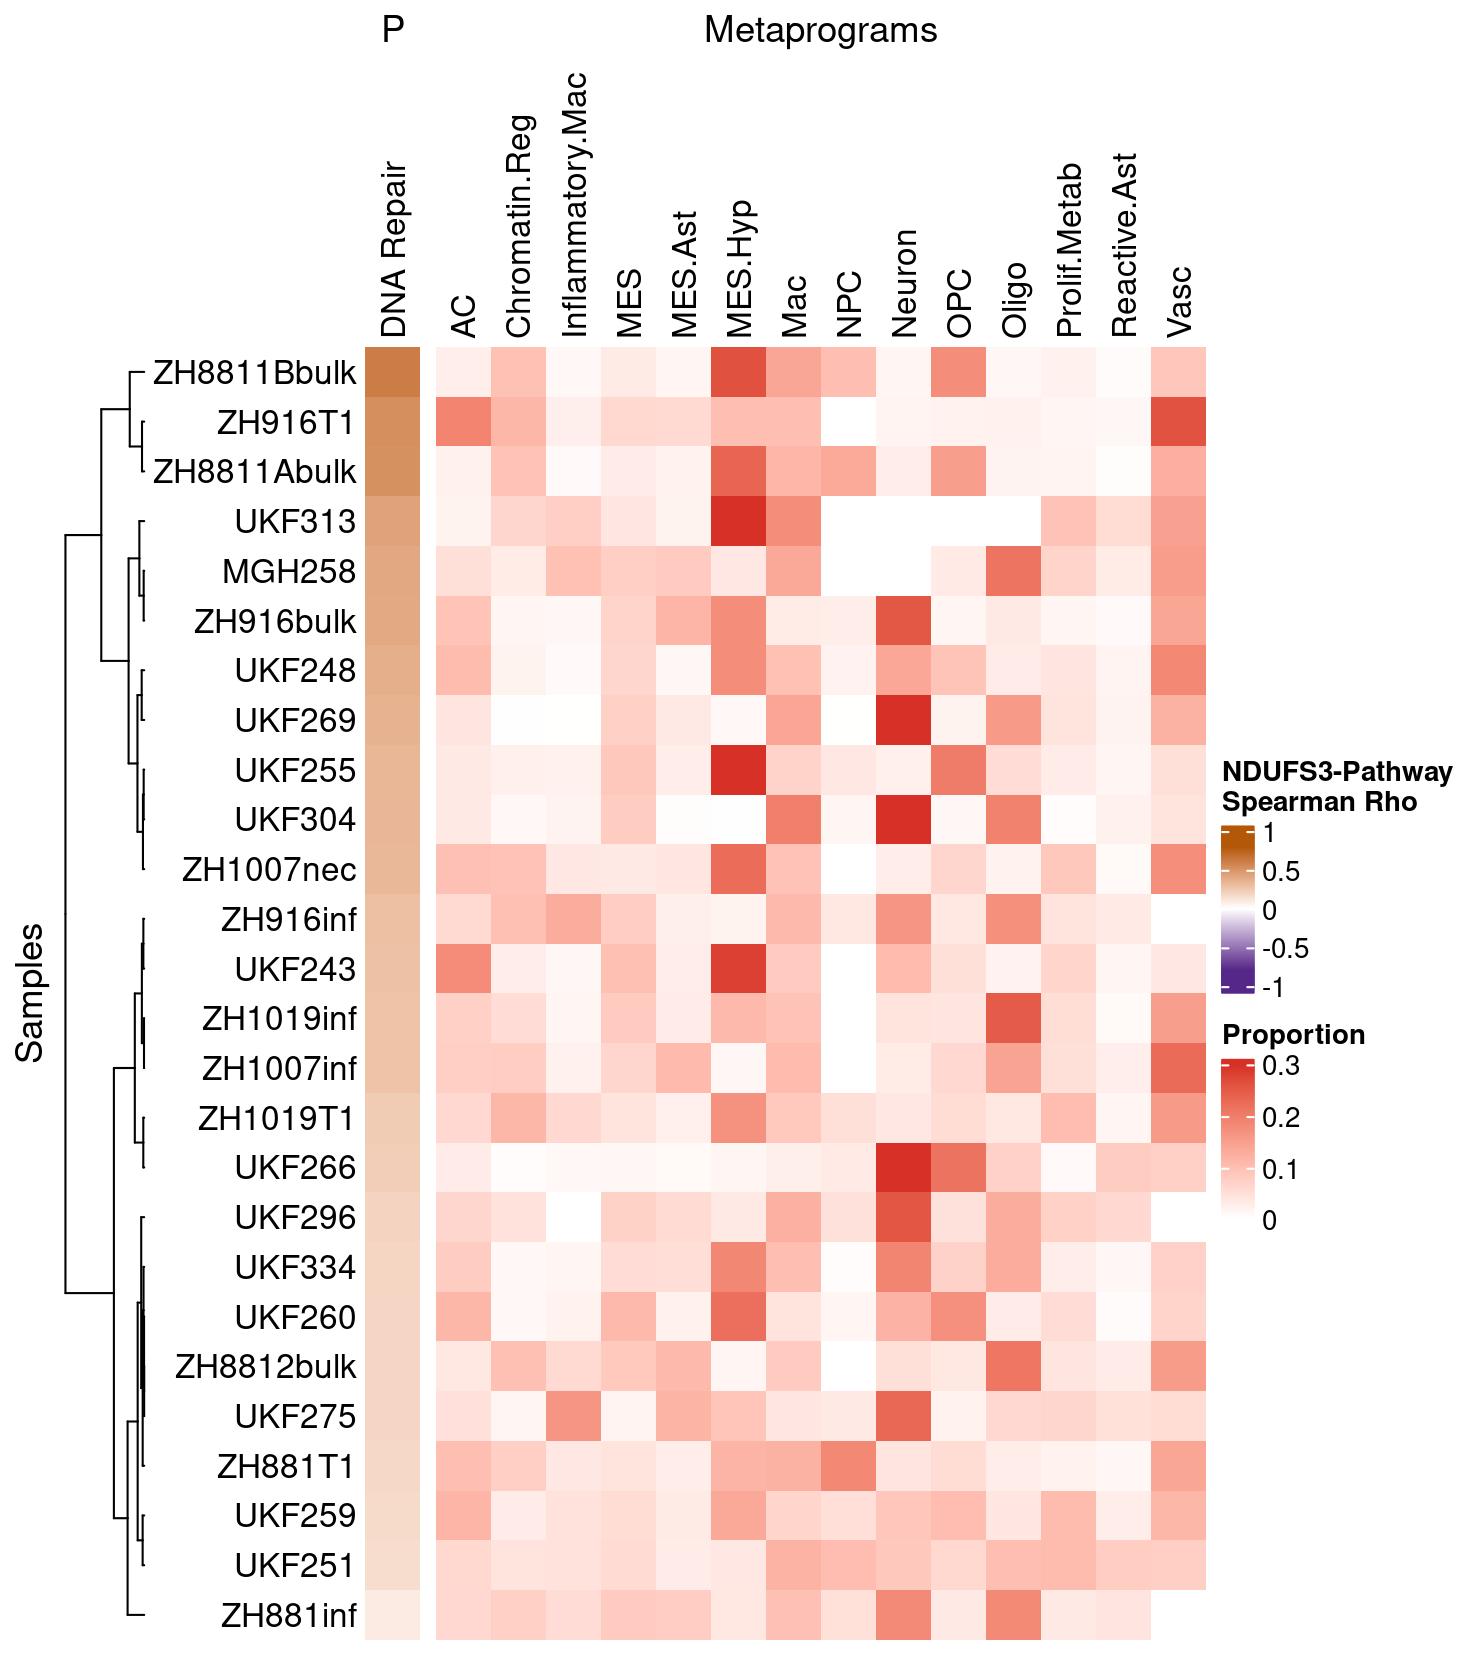 P
Metaprograms
DNA Repair
AC
Chromatin.Reg
Inflammatory.Mac
MES
MES.Ast
MES.Hyp
Mac
NPC
Neuron
OPC
Oligo
Prolif.Metab
Reactive.Ast
Vasc
Samples
ZH8811Bbulk
ZH916T1
ZH8811Abulk
UKF313
MGH258
ZH916bulk
UKF248
UKF269
UKF255
UKF304
ZH1007nec
ZH916inf
UKF243
ZH1019inf
ZH1007inf
ZH1019T1
UKF266
UKF296
UKF334
UKF260
ZH8812bulk
UKF275
ZH881T1
UKF259
UKF251
ZH881inf
NDUFS3-Pathway
Spearman Rho
1
0.5
0
-0.5
-1
Proportion
0.3
0.2
0.1
0